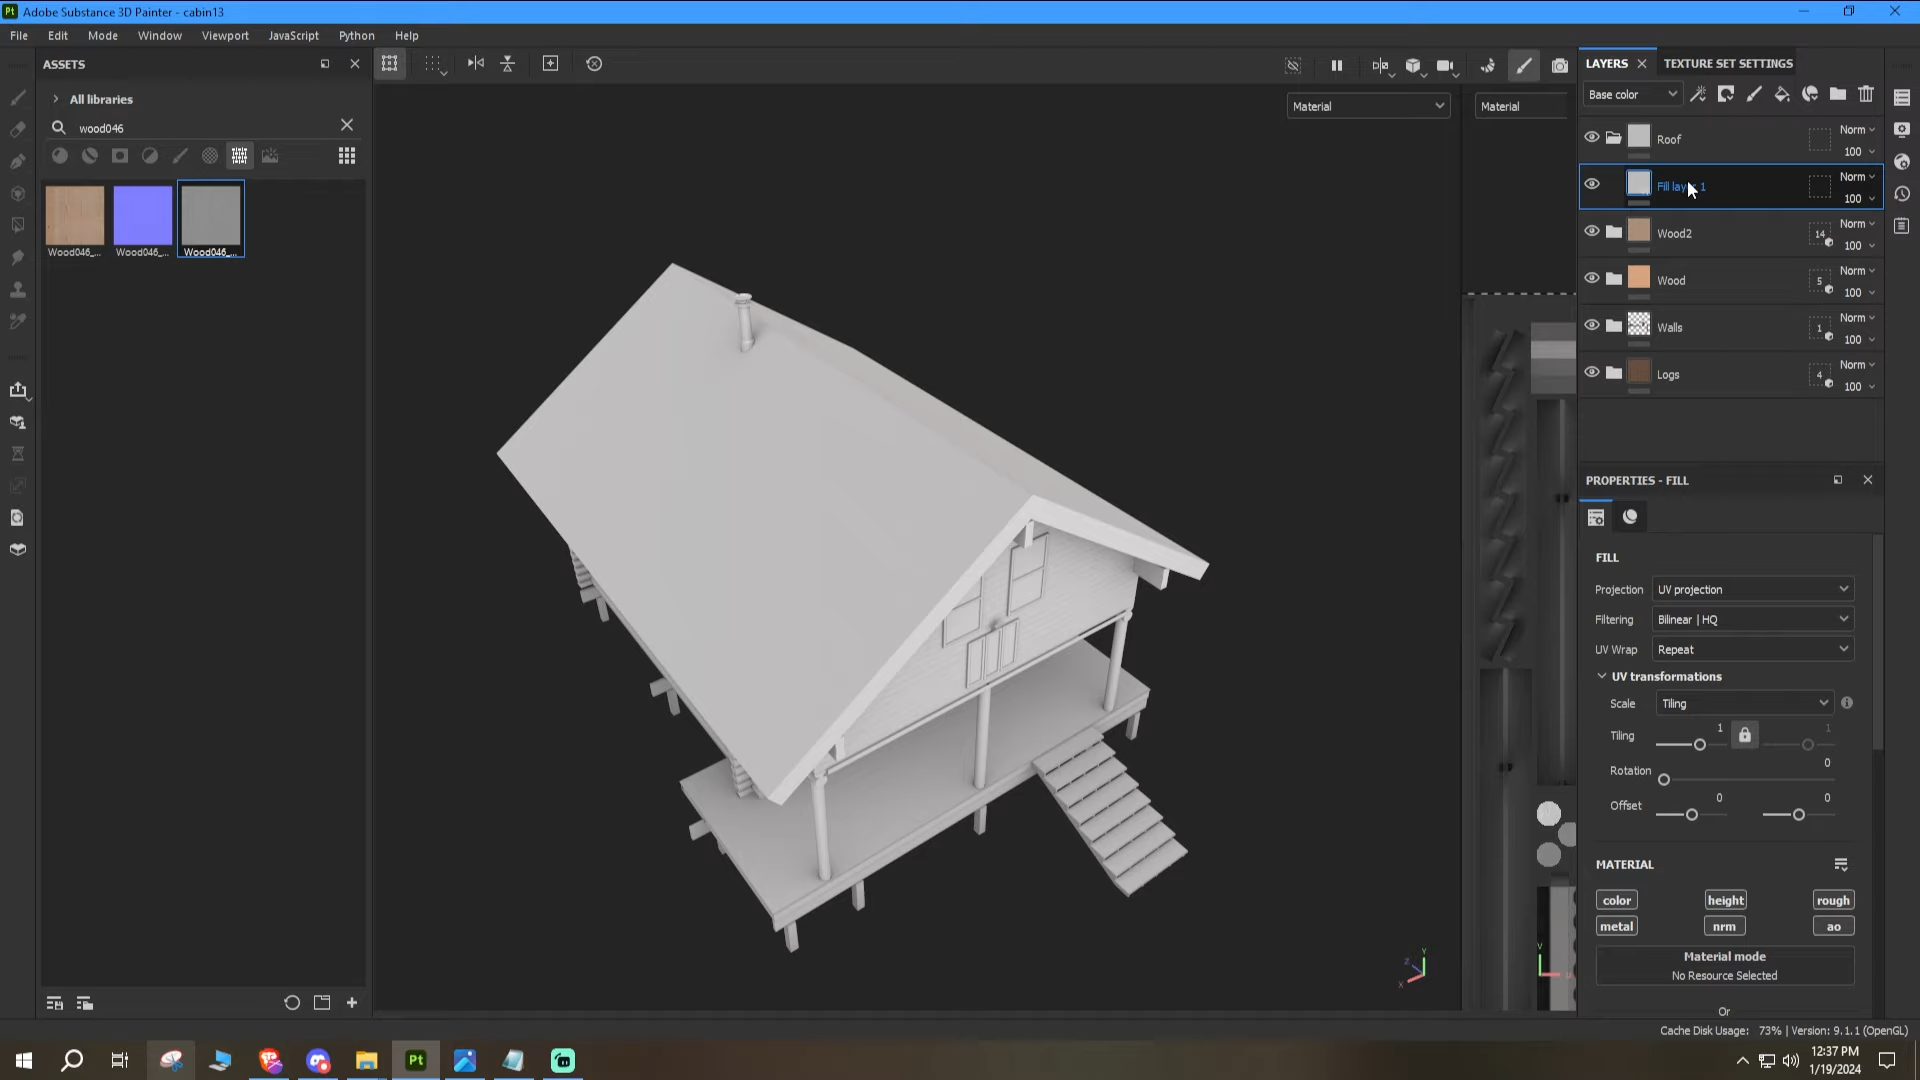 Adobe Substance 3D Painter - cabin13
File Edit Mode Window Viewport JavaScript Python Help
ASSETS
All libraries
wood046
Wood046_... Wood046_... Wood046_...
Material
Material
LAYERS TEXTURE SET SETTINGS
Base color
Roof Norm 100
Fill lay 1 Norm 100
Wood2 14 Norm 100
Wood 5 Norm 100
Walls 1 Norm 100
Logs 4 Norm 100
PROPERTIES - FILL
FILL
Projection UV projection
Filtering Bilinear | HQ
UV Wrap Repeat
UV transformations
Scale Tiling
Tiling 1 1
Rotation 0
Offset 0 0
MATERIAL
color height rough
metal nrm ao
Material mode
No Resource Selected
Or
Cache Disk Usage: 73% | Version: 9.1.1 (OpenGL)
Pt
12:37 PM
1/19/2024